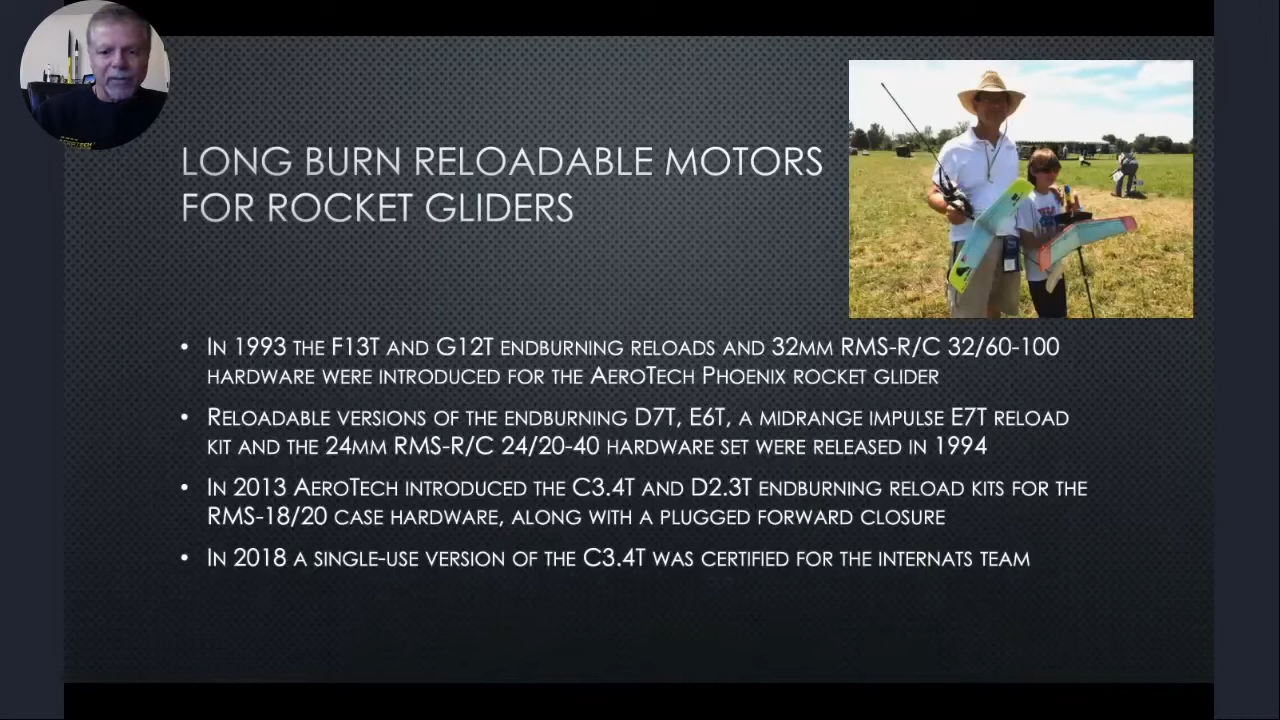 AEROTECH
LONG BURN RELOADABLE MOTORS
FOR ROCKET GLIDERS
• IN 1993 THE F13T AND G12T ENDBURNING RELOADS AND 32MM RMS-R/C 32/60-100
HARDWARE WERE INTRODUCED FOR THE AEROTECH PHOENIX ROCKET GLIDER
• RELOADABLE VERSIONS OF THE ENDBURNING D7T, E6T, A MIDRANGE IMPULSE E7T RELOAD
KIT AND THE 24MM RMS-R/C 24/20-40 HARDWARE SET WERE RELEASED IN 1994
• IN 2013 AEROTECH INTRODUCED THE C3.4T AND D2.3T ENDBURNING RELOAD KITS FOR THE
RMS-18/20 CASE HARDWARE, ALONG WITH A PLUGGED FORWARD CLOSURE
• IN 2018 A SINGLE-USE VERSION OF THE C3.4T WAS CERTIFIED FOR THE INTERNATS TEAM